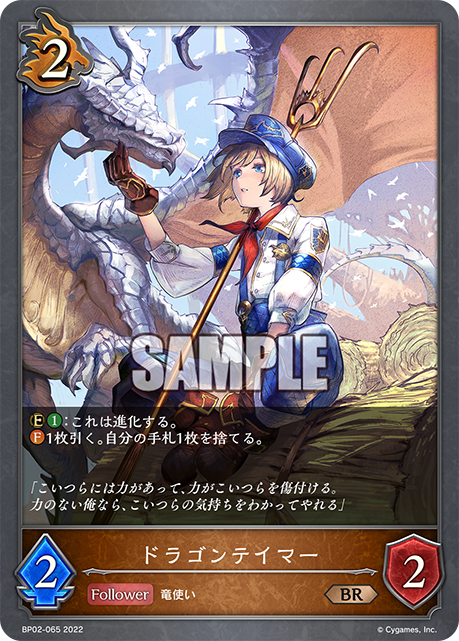 2
SAMPLE
E 1：これは進化する。
F 1枚引く。自分の手札1枚を捨てる。
「こいつらには力があって、力がこいつらを傷付ける。
力のない俺なら、こいつらの気持ちをわかってやれる」
ドラゴンテイマー
2
Follower 竜使い
BR
2
BP02-065 2022
© Cygames, Inc.